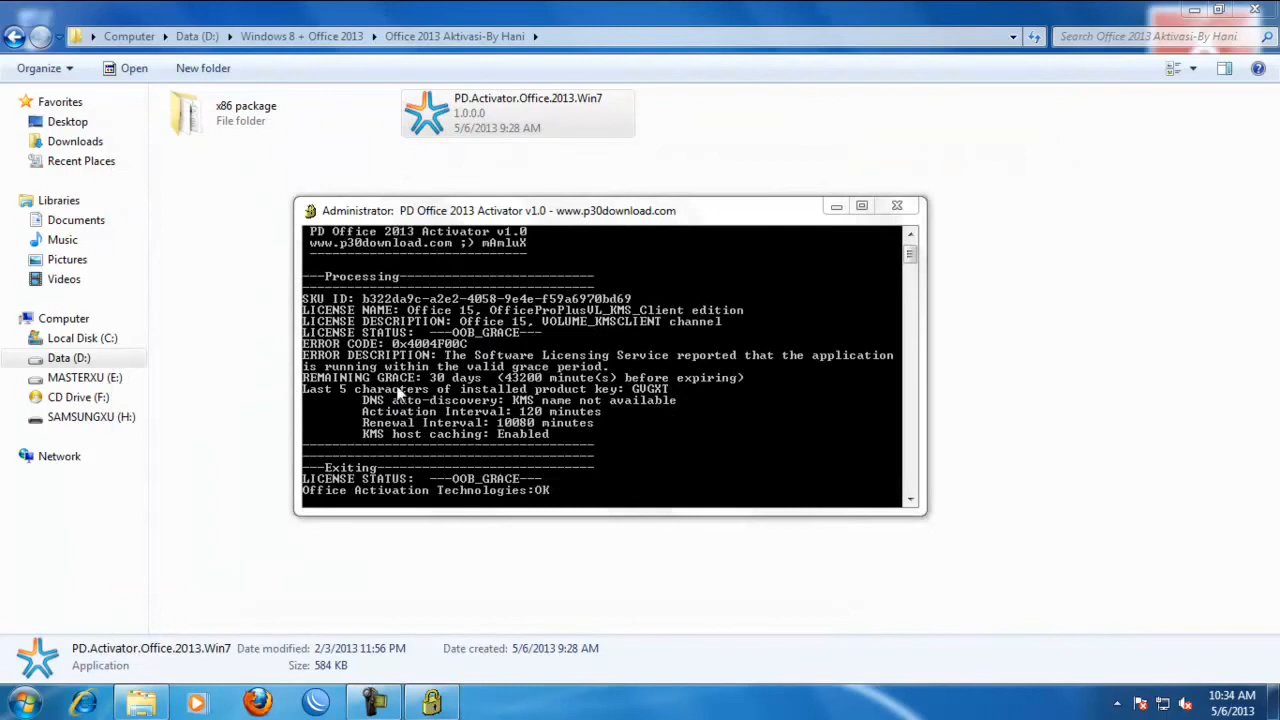 Computer
Data (D:)
Windows 8 + Office 2013
Office 2013 Aktivasi-By Hani
Search Office 2013 Aktivasi-By Hani
Organize
Open
New folder
Favorites
Desktop
Downloads
Recent Places
Libraries
Documents
Music
Pictures
Videos
Computer
Local Disk (C:)
Data (D:)
MASTERXU (E:)
CD Drive (F:)
SAMSUNGXU (H:)
Network
x86 package
File folder
PD.Activator.Office.2013.Win7
1.0.0.0
5/6/2013 9:28 AM
Administrator: PD Office 2013 Activator v1.0 - www.p30download.com
PD Office 2013 Activator v1.0
www.p30download.com ;) mAmluX
---------------------------------------
---Processing--------------------------
---------------------------------------
SKU ID: b322da9c-a2e2-4058-9e4e-f59a6970bd69
LICENSE NAME: Office 15, OfficeProPlusVL_KMS_Client edition
LICENSE DESCRIPTION: Office 15, VOLUME_KMSCLIENT channel
LICENSE STATUS: ---OOB_GRACE---
ERROR CODE: 0x4004F00C
ERROR DESCRIPTION: The Software Licensing Service reported that the application
is running within the valid grace period.
REMAINING GRACE: 30 days (43200 minute(s) before expiring)
Last 5 characters of installed product key: GVGXT
DNS auto-discovery: KMS name not available
Activation Interval: 120 minutes
Renewal Interval: 10080 minutes
KMS host caching: Enabled
---------------------------------------
---------------------------------------
---Exiting-----------------------------
LICENSE STATUS: ---OOB_GRACE---
Office Activation Technologies:OK
PD.Activator.Office.2013.Win7
Date modified: 2/3/2013 11:56 PM
Date created: 5/6/2013 9:28 AM
Application
Size: 584 KB
10:34 AM
5/6/2013